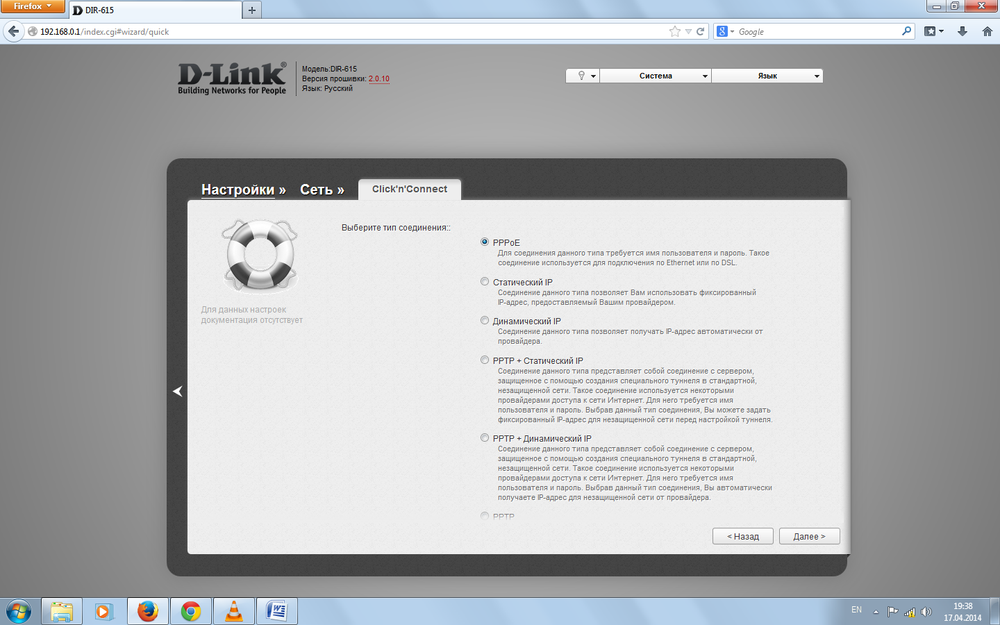 Firefox
DIR-615
192.168.0.1/index.cgi#wizard/quick
Google
D-Link®
Building Networks for People
Модель:DIR-615
Версия прошивки: 2.0.10
Язык: Русский
Система
Язык
Настройки »
Сеть »
Click'n'Connect
Для данных настроек
документация отсутствует
Выберите тип соединения::
PPPoE
Для соединения данного типа требуется имя пользователя и пароль. Такое
соединение используется для подключения по Ethernet или по DSL.
Статический IP
Соединение данного типа позволяет Вам использовать фиксированный
IP-адрес, предоставляемый Вашим провайдером.
Динамический IP
Соединение данного типа позволяет получать IP-адрес автоматически от
провайдера.
PPTP + Статический IP
Соединение данного типа представляет собой соединение с сервером,
защищенное с помощью создания специального туннеля в стандартной,
незащищенной сети. Такое соединение используется некоторыми
провайдерами доступа к сети Интернет. Для него требуется имя
пользователя и пароль. Выбрав данный тип соединения, Вы можете задать
фиксированный IP-адрес для незащищенной сети перед настройкой туннеля.
PPTP + Динамический IP
Соединение данного типа представляет собой соединение с сервером,
защищенное с помощью создания специального туннеля в стандартной,
незащищенной сети. Такое соединение используется некоторыми
провайдерами доступа к сети Интернет. Для него требуется имя
пользователя и пароль. Выбрав данный тип соединения, Вы автоматически
получаете IP-адрес для незащищенной сети от провайдера.
PPTP
< Назад
Далее >
EN
19:38
17.04.2014